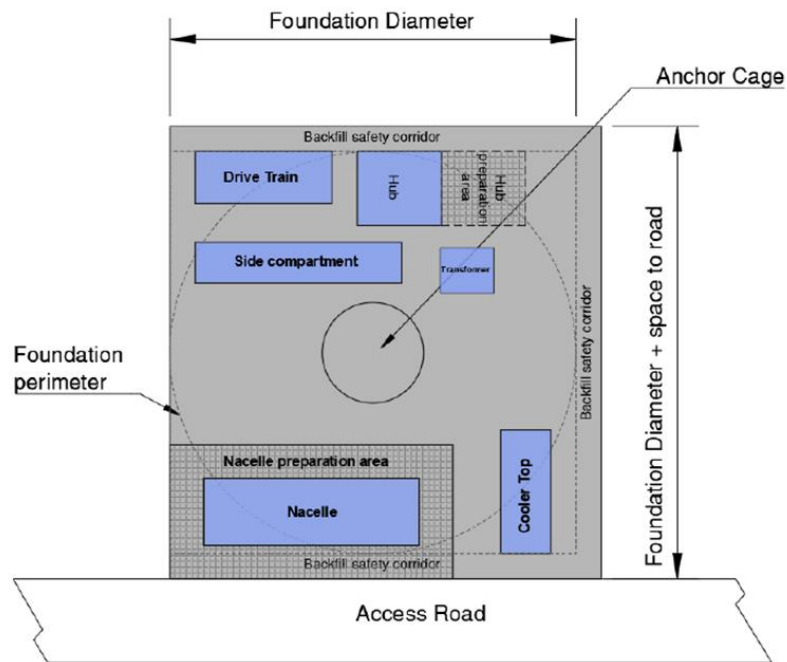 Foundation Diameter
Anchor Cage
Backfill safety corridor
Drive Train
Hub
Hub
preparation
area
Side compartment
Transformer
Backfill safety corridor
Foundation Diameter + space to road
Foundation
perimeter
Nacelle preparation area
Nacelle
Cooler Top
Backfill safety corridor
Access Road